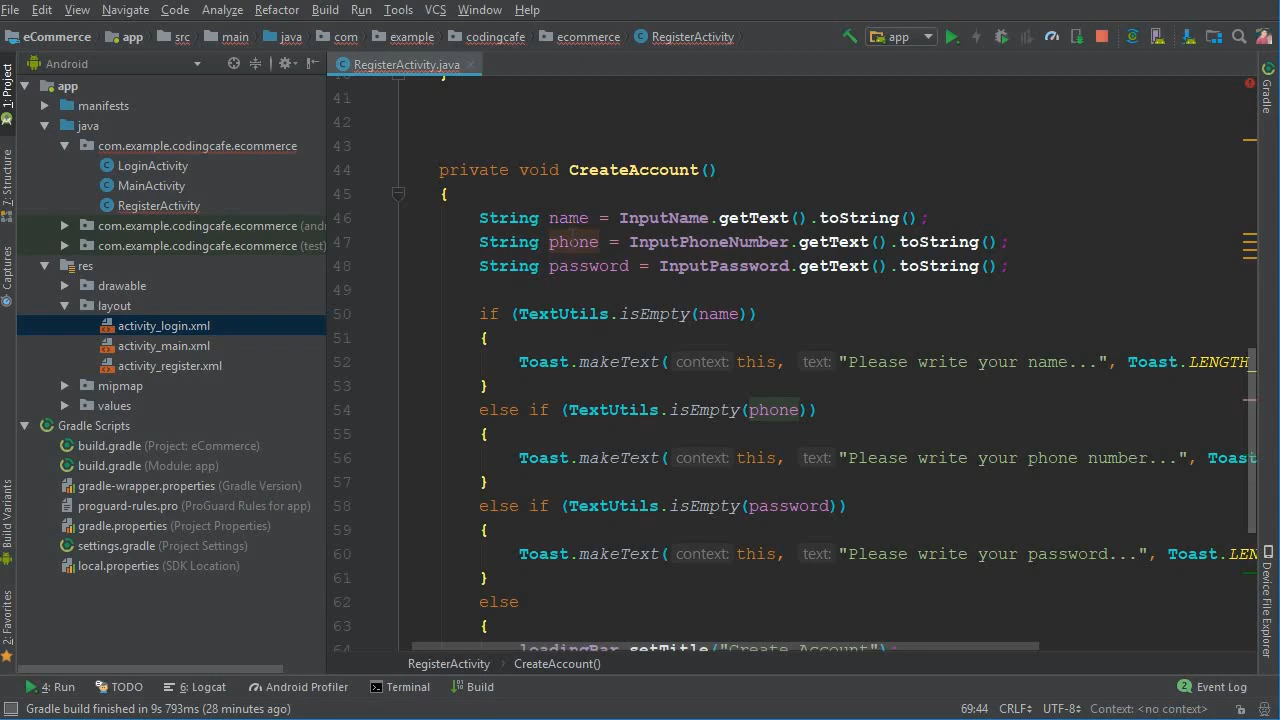 File Edit View Navigate Code Analyze Refactor Build Run Tools VCS Window Help
eCommerce app src main java com example codingcafe ecommerce RegisterActivity app
Android
RegisterActivity.java
1: Project
7: Structure
Captures
Build Variants
2: Favorites
app
manifests
java
com.example.codingcafe.ecommerce
LoginActivity
MainActivity
RegisterActivity
com.example.codingcafe.ecommerce (and
com.example.codingcafe.ecommerce (test)
res
drawable
layout
activity_login.xml
activity_main.xml
activity_register.xml
mipmap
values
Gradle Scripts
build.gradle (Project: eCommerce)
build.gradle (Module: app)
gradle-wrapper.properties (Gradle Version)
proguard-rules.pro (ProGuard Rules for app)
gradle.properties (Project Properties)
settings.gradle (Project Settings)
local.properties (SDK Location)
41
42
43
44 private void CreateAccount()
45 {
46 String name = InputName.getText().toString();
47 String phone = InputPhoneNumber.getText().toString();
48 String password = InputPassword.getText().toString();
49
50 if (TextUtils.isEmpty(name))
51 {
52 Toast.makeText( context: this, text: "Please write your name...", Toast.LENGTH_
53 }
54 else if (TextUtils.isEmpty(phone))
55 {
56 Toast.makeText( context: this, text: "Please write your phone number...", Toast
57 }
58 else if (TextUtils.isEmpty(password))
59 {
60 Toast.makeText( context: this, text: "Please write your password...", Toast.LEN
61 }
62 else
63 {
64 loadingBar.setTitle("Create Account");
RegisterActivity CreateAccount()
Gradle
Device File Explorer
4: Run TODO 6: Logcat Android Profiler Terminal Build 2 Event Log
Gradle build finished in 9s 793ms (28 minutes ago) 69:44 CRLF UTF-8 Context: <no context>